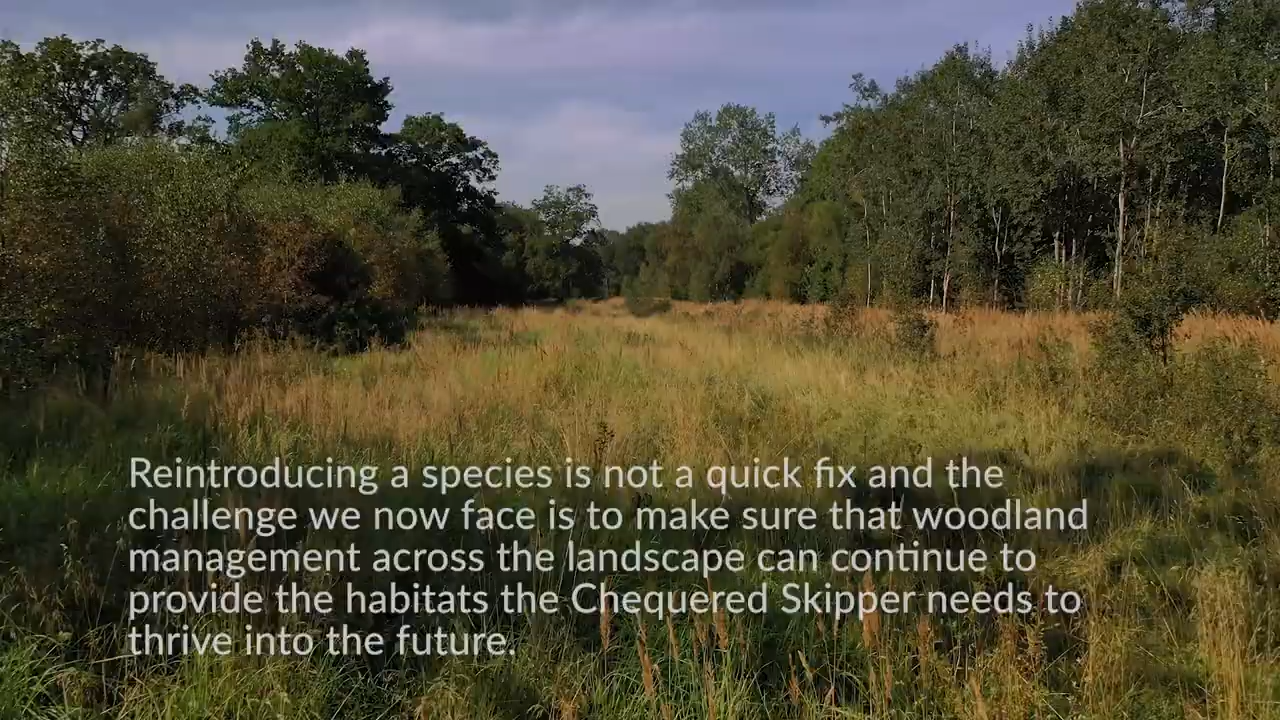 Reintroducing a species is not a quick fix and the
challenge we now face is to make sure that woodland
management across the landscape can continue to
provide the habitats the Chequered Skipper needs to
thrive into the future.